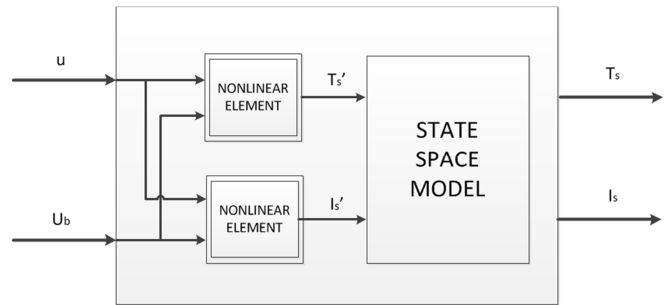 u
NONLINEAR
ELEMENT
Ts’
Ts
STATE
SPACE
MODEL
Ub
NONLINEAR
ELEMENT
Is’
Is